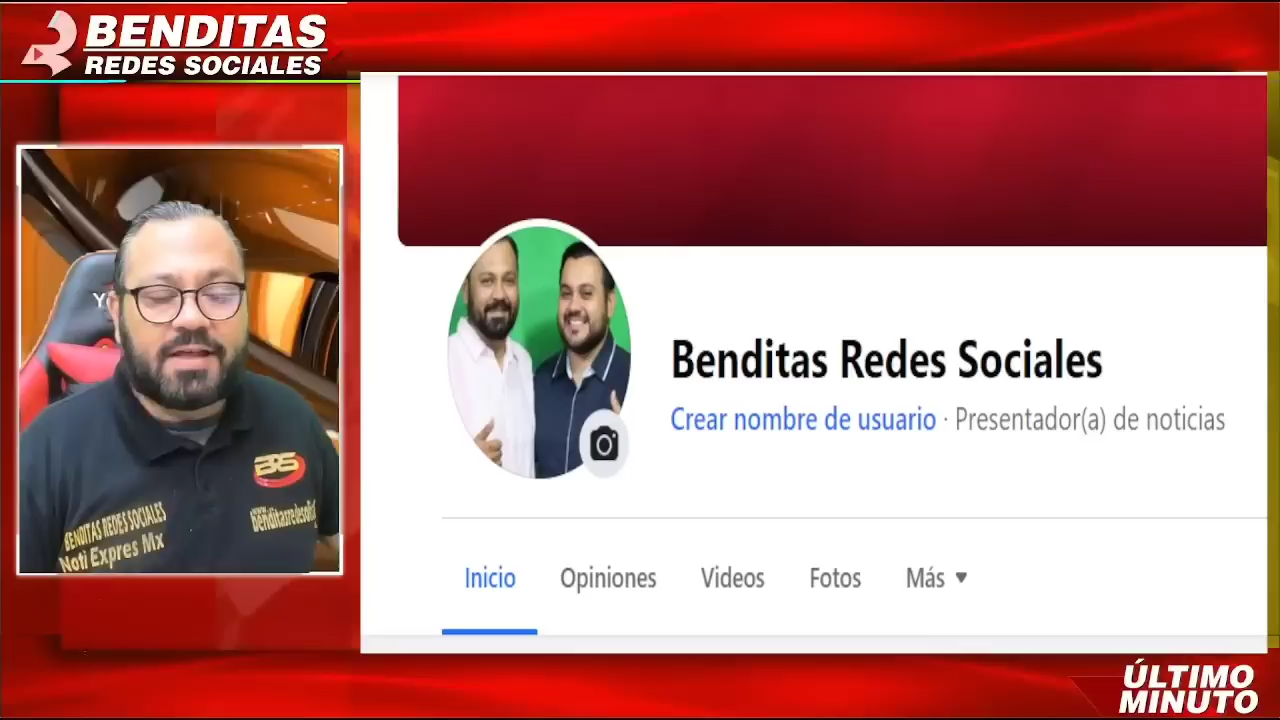 BENDITAS
REDES SOCIALES
BENDITAS REDES SOCIALES
Noti Expres Mx
Benditas Redes Sociales
Crear nombre de usuario · Presentador(a) de noticias
Inicio Opiniones Videos Fotos Más
ÚLTIMO
MINUTO